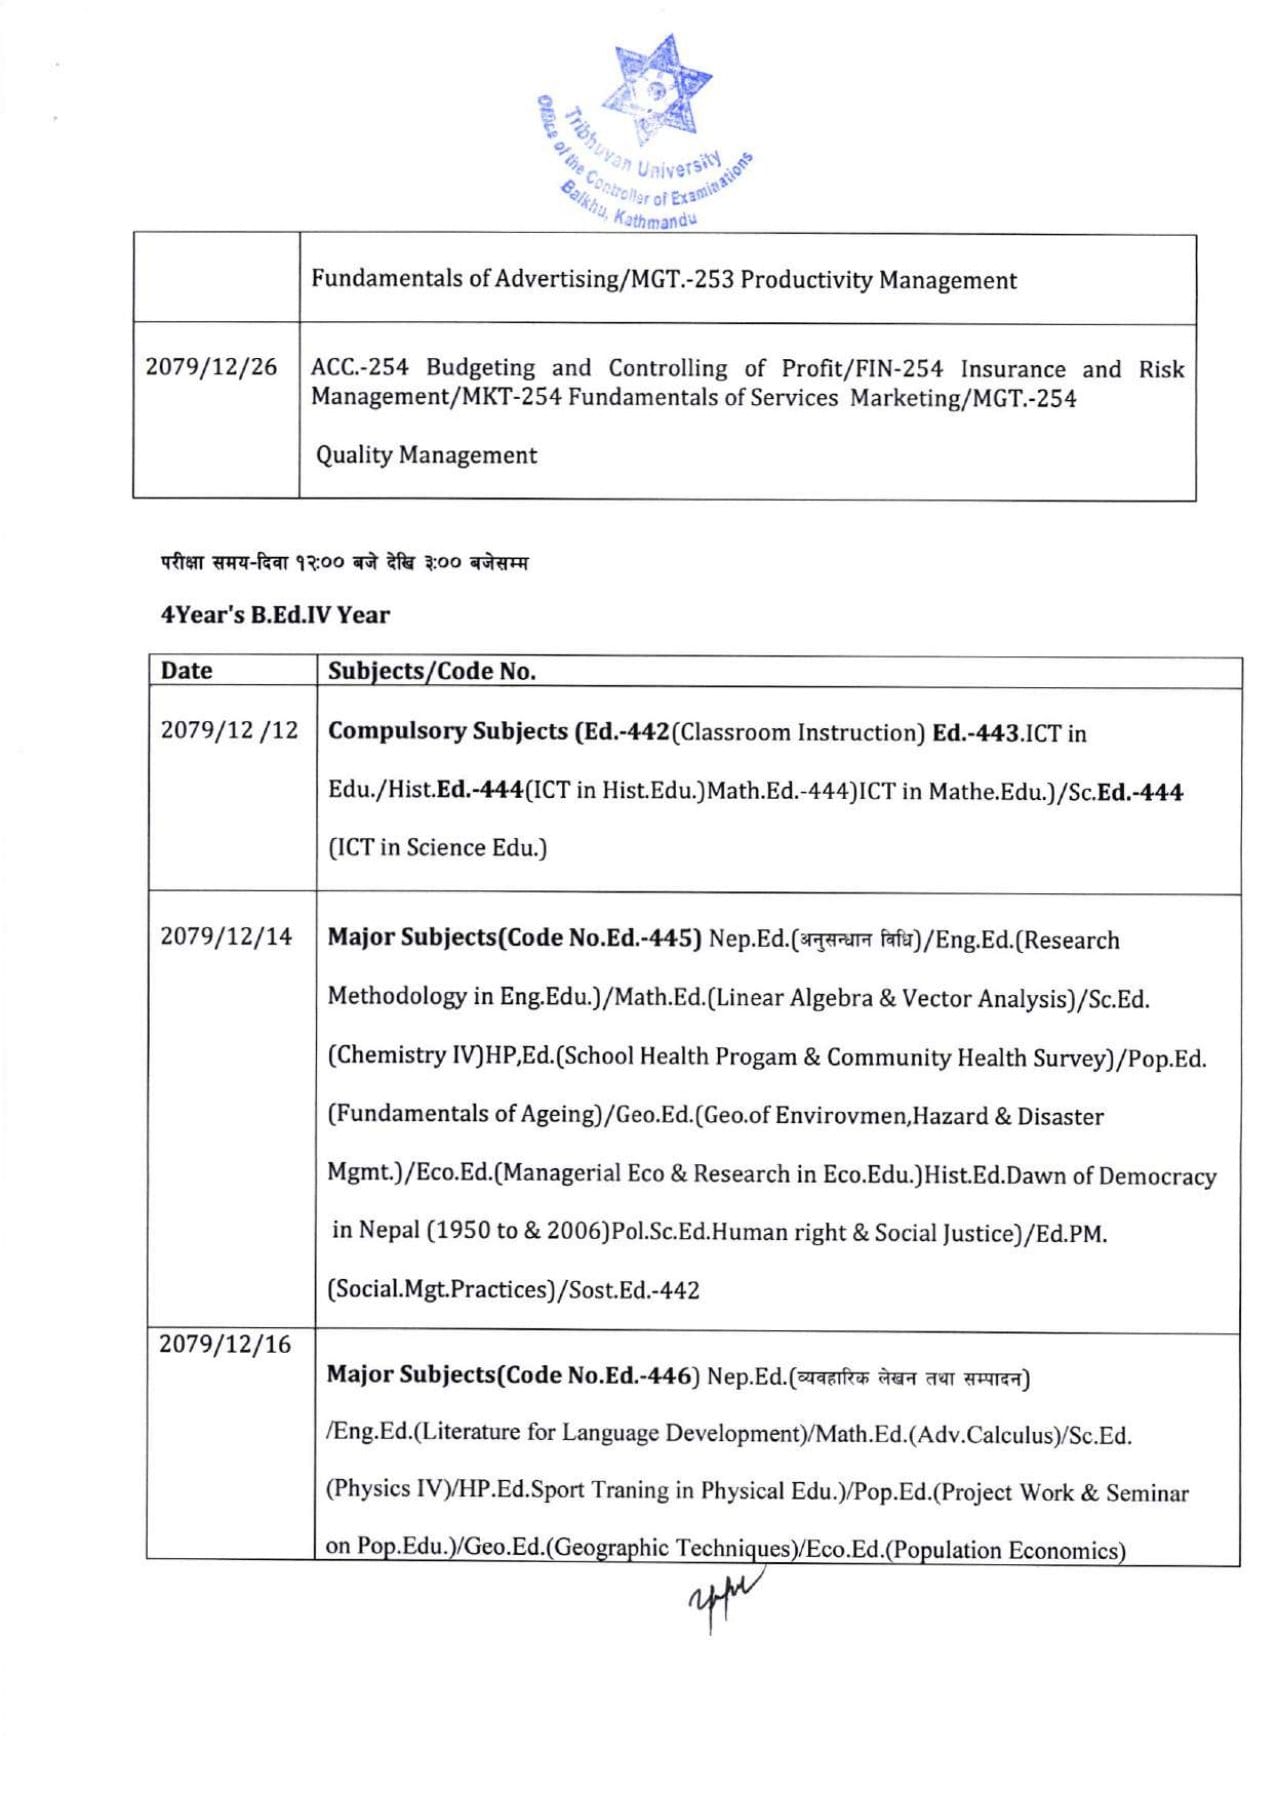 Tribhuvan University
Office of the Controller of Examinations
Balkhu, Kathmandu
Fundamentals of Advertising/MGT.-253 Productivity Management
2079/12/26
ACC.-254 Budgeting and Controlling of Profit/FIN-254 Insurance and Risk
Management/MKT-254 Fundamentals of Services Marketing/MGT.-254
Quality Management
परीक्षा समय-दिवा १२:०० बजे देखि ३:०० बजेसम्म
4Year's B.Ed.IV Year
Date Subjects/Code No.
2079/12 /12
Compulsory Subjects (Ed.-442(Classroom Instruction) Ed.-443.ICT in
Edu./Hist.Ed.-444(ICT in Hist.Edu.)Math.Ed.-444)ICT in Mathe.Edu.)/Sc.Ed.-444
(ICT in Science Edu.)
2079/12/14
Major Subjects(Code No.Ed.-445) Nep.Ed.(अनुसन्धान विधि)/Eng.Ed.(Research
Methodology in Eng.Edu.)/Math.Ed.(Linear Algebra & Vector Analysis)/Sc.Ed.
(Chemistry IV)HP,Ed.(School Health Progam & Community Health Survey)/Pop.Ed.
(Fundamentals of Ageing)/Geo.Ed.(Geo.of Envirovmen,Hazard & Disaster
Mgmt.)/Eco.Ed.(Managerial Eco & Research in Eco.Edu.)Hist.Ed.Dawn of Democracy
in Nepal (1950 to & 2006)Pol.Sc.Ed.Human right & Social Justice)/Ed.PM.
(Social.Mgt.Practices)/Sost.Ed.-442
2079/12/16
Major Subjects(Code No.Ed.-446) Nep.Ed.(व्यवहारिक लेखन तथा सम्पादन)
/Eng.Ed.(Literature for Language Development)/Math.Ed.(Adv.Calculus)/Sc.Ed.
(Physics IV)/HP.Ed.Sport Traning in Physical Edu.)/Pop.Ed.(Project Work & Seminar
on Pop.Edu.)/Geo.Ed.(Geographic Techniques)/Eco.Ed.(Population Economics)